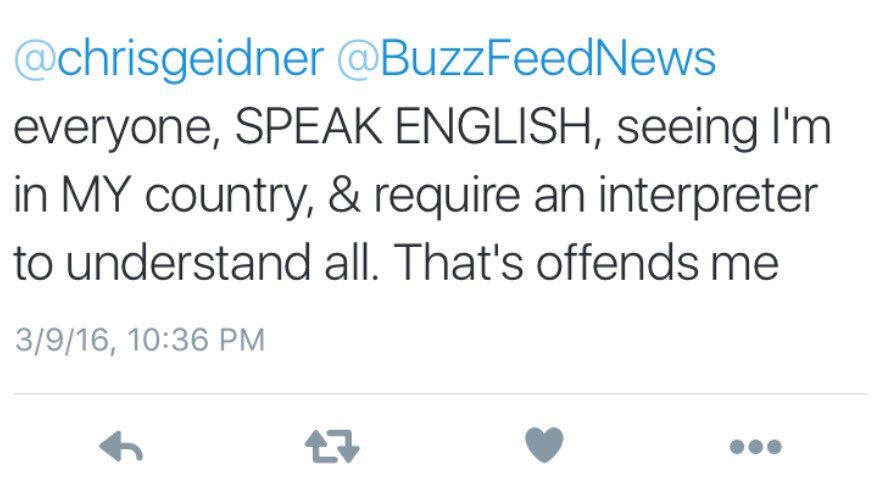 @chrisgeidner @BuzzFeedNews
everyone, SPEAK ENGLISH, seeing I'm
in MY country, & require an interpreter
to understand all. That's offends me
3/9/16, 10:36 PM